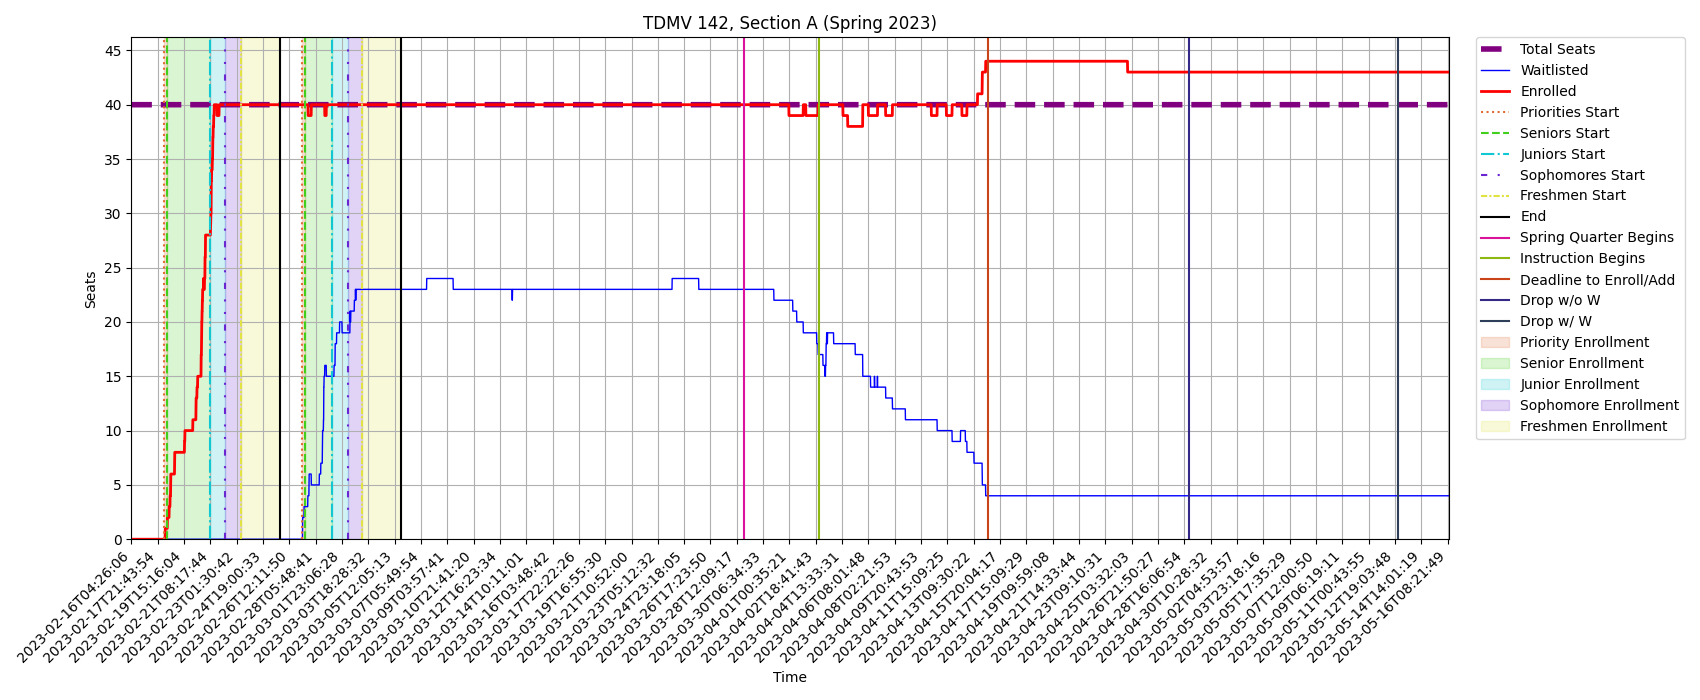 TDMV 142, Section A (Spring 2023)
45
40
35
30
25
20
15
10
5
0
Seats
2023-02-16T04:26:06
2023-02-17T21:43:54
2023-02-19T15:16:04
2023-02-21T08:17:44
2023-02-23T01:30:42
2023-02-24T19:00:33
2023-02-26T12:11:50
2023-02-28T05:48:41
2023-03-01T23:06:28
2023-03-03T18:28:32
2023-03-05T12:05:13
2023-03-07T05:49:54
2023-03-09T03:57:41
2023-03-10T21:41:20
2023-03-12T16:23:34
2023-03-14T10:11:01
2023-03-16T03:48:42
2023-03-17T22:22:26
2023-03-19T16:55:30
2023-03-21T10:52:00
2023-03-23T05:12:32
2023-03-24T23:18:05
2023-03-26T17:23:50
2023-03-28T12:09:17
2023-03-30T06:34:33
2023-04-01T00:35:21
2023-04-02T18:41:43
2023-04-04T13:33:31
2023-04-06T08:01:48
2023-04-08T02:21:53
2023-04-09T20:43:55
2023-04-11T15:09:25
2023-04-13T09:30:22
2023-04-15T20:04:17
2023-04-17T15:09:29
2023-04-19T09:59:08
2023-04-21T14:33:44
2023-04-23T09:10:31
2023-04-25T03:32:03
2023-04-26T21:50:27
2023-04-28T16:06:54
2023-04-30T10:28:32
2023-05-02T04:53:57
2023-05-03T23:18:16
2023-05-05T17:35:29
2023-05-07T12:00:50
2023-05-09T06:19:11
2023-05-11T00:43:55
2023-05-12T19:03:48
2023-05-14T14:01:19
2023-05-16T08:21:49
Time
Total Seats
Waitlisted
Enrolled
Priorities Start
Seniors Start
Juniors Start
Sophomores Start
Freshmen Start
End
Spring Quarter Begins
Instruction Begins
Deadline to Enroll/Add
Drop w/o W
Drop w/ W
Priority Enrollment
Senior Enrollment
Junior Enrollment
Sophomore Enrollment
Freshmen Enrollment